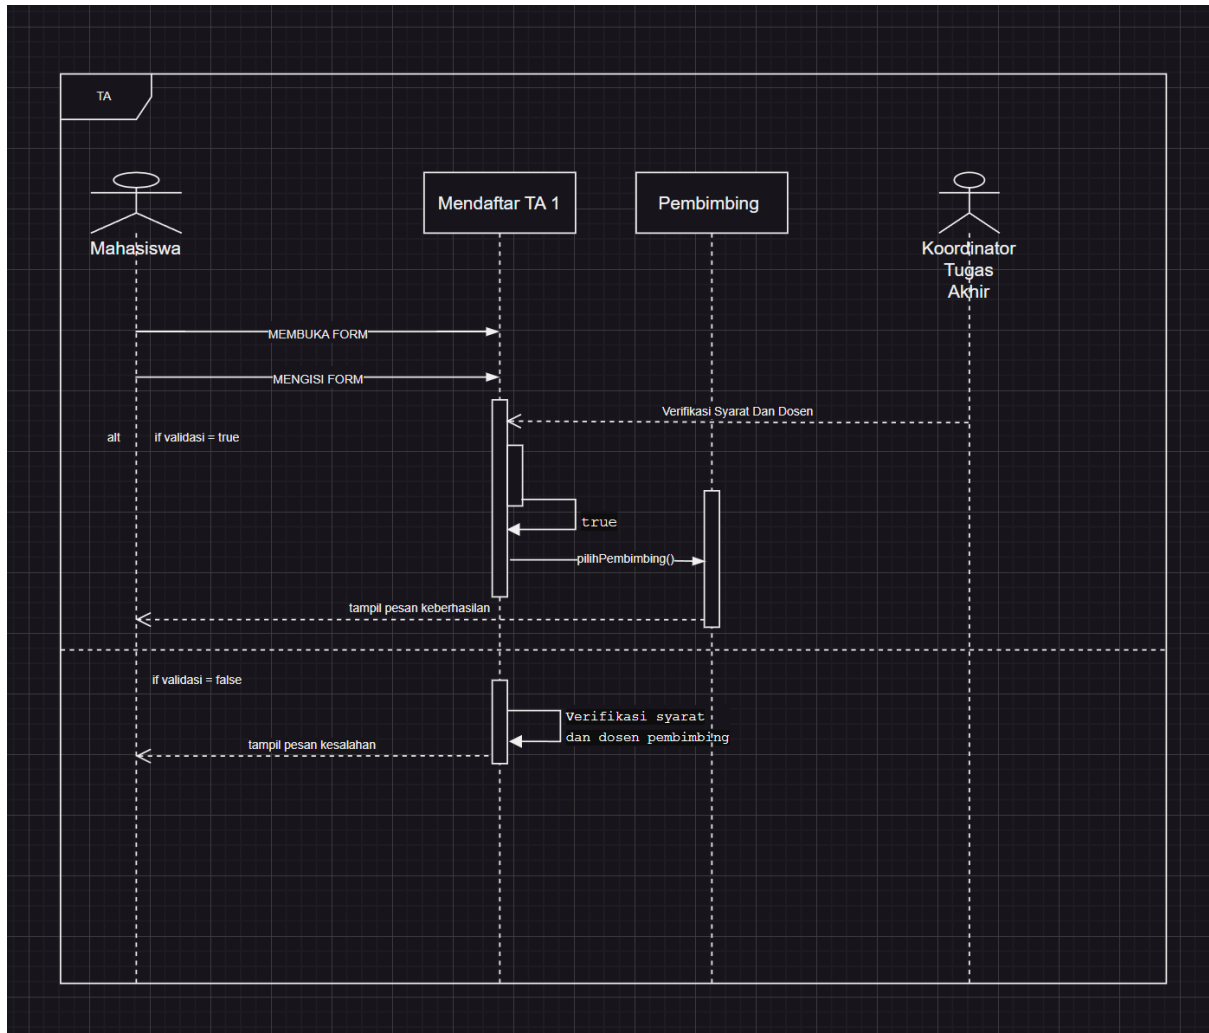 TA
Mahasiswa
Mendaftar TA 1
Pembimbing
Koordinator
Tugas
Akhir
MEMBUKA FORM
MENGISI FORM
Verifikasi Syarat Dan Dosen
alt
if validasi = true
true
pilihPembimbing()
tampil pesan keberhasilan
if validasi = false
Verifikasi syarat
dan dosen pembimbing
tampil pesan kesalahan